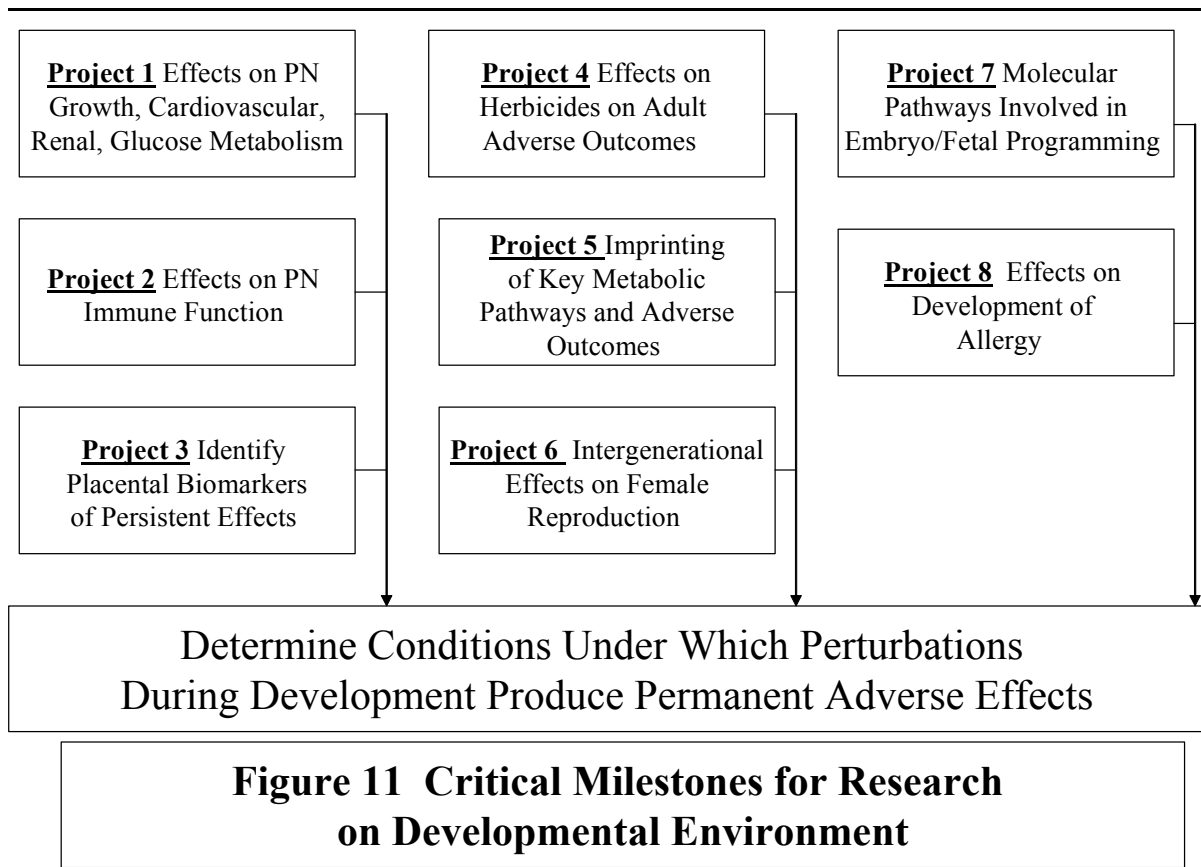 Project 1 Effects on PN
Growth, Cardiovascular,
Renal, Glucose Metabolism
Project 2 Effects on PN
Immune Function
Project 3 Identify
Placental Biomarkers
of Persistent Effects
Project 4 Effects on
Herbicides on Adult
Adverse Outcomes
Project 5 Imprinting
of Key Metabolic
Pathways and Adverse
Outcomes
Project 6 Intergenerational
Effects on Female
Reproduction
Project 7 Molecular
Pathways Involved in
Embryo/Fetal Programming
Project 8 Effects on
Development of
Allergy
Determine Conditions Under Which Perturbations
During Development Produce Permanent Adverse Effects
Figure 11 Critical Milestones for Research
on Developmental Environment